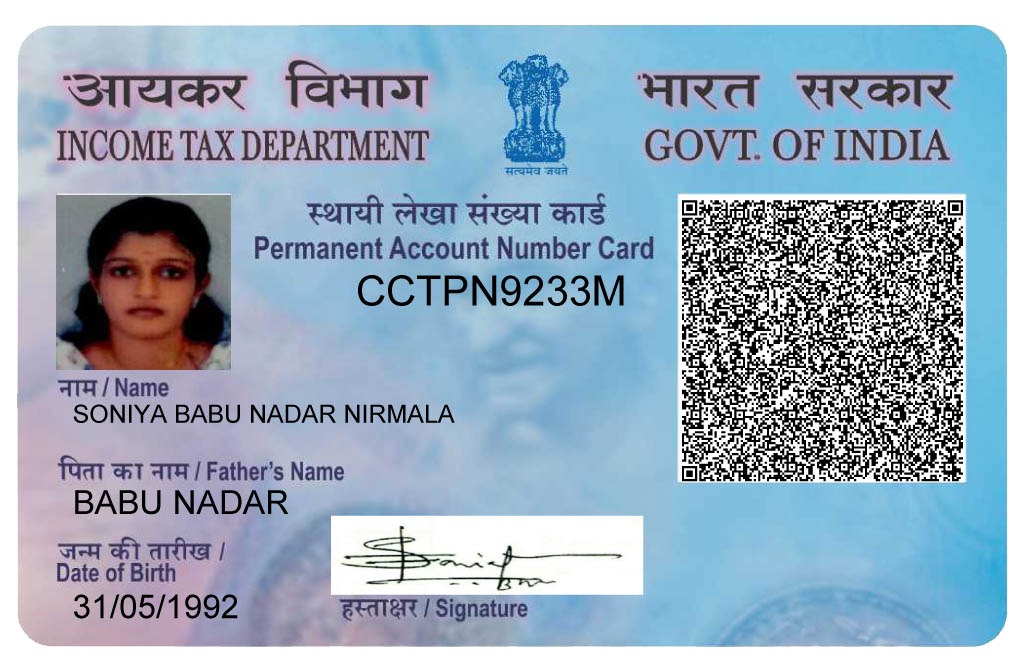 आयकर विभाग
INCOME TAX DEPARTMENT
सत्यमेव जयते
भारत सरकार
GOVT. OF INDIA
स्थायी लेखा संख्या कार्ड
Permanent Account Number Card
CCTPN9233M
नाम / Name
SONIYA BABU NADAR NIRMALA
पिता का नाम / Father's Name
BABU NADAR
जन्म की तारीख /
Date of Birth
31/05/1992
हस्ताक्षर / Signature